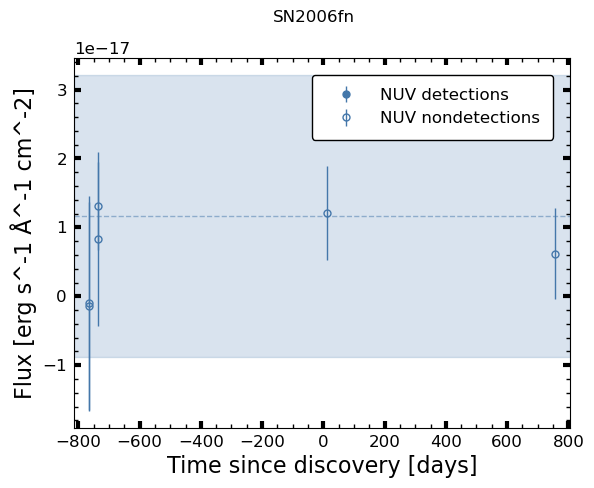 SN2006fn
1e−17
3
2
1
0
−1
Flux [erg s^-1 Å^-1 cm^-2]
NUV detections
NUV nondetections
−800 −600 −400 −200 0 200 400 600 800
Time since discovery [days]